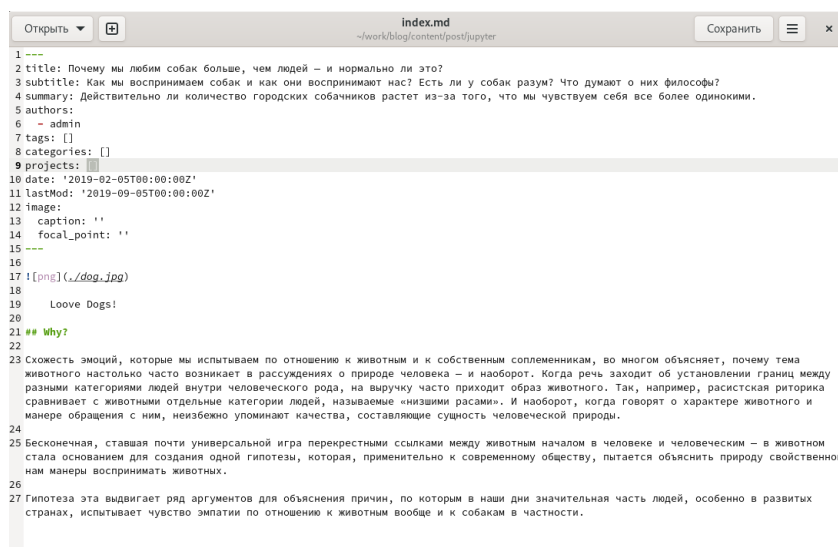 Открыть
index.md
~/work/blog/content/post/jupyter
Сохранить
1 ---
2 title: Почему мы любим собак больше, чем людей — и нормально ли это?
3 subtitle: Как мы воспринимаем собак и как они воспринимают нас? Есть ли у собак разум? Что думают о них философы?
4 summary: Действительно ли количество городских собачников растет из-за того, что мы чувствуем себя все более одинокими.
5 authors:
6   - admin
7 tags: []
8 categories: []
9 projects: []
10 date: '2019-02-05T00:00:00Z'
11 lastMod: '2019-09-05T00:00:00Z'
12 image:
13   caption: ''
14   focal_point: ''
15 ---
16
17 ![png](./dog.jpg)
18
19     Loove Dogs!
20
21 ## Why?
22
23 Схожесть эмоций, которые мы испытываем по отношению к животным и к собственным соплеменникам, во многом объясняет, почему тема
животного настолько часто возникает в рассуждениях о природе человека — и наоборот. Когда речь заходит об установлении границ между
разными категориями людей внутри человеческого рода, на выручку часто приходит образ животного. Так, например, расистская риторика
сравнивает с животными отдельные категории людей, называемые «низшими расами». И наоборот, когда говорят о характере животного и
манере обращения с ним, неизбежно упоминают качества, составляющие сущность человеческой природы.
24
25 Бесконечная, ставшая почти универсальной игра перекрестными ссылками между животным началом в человеке и человеческим — в животном
стала основанием для создания одной гипотезы, которая, применительно к современному обществу, пытается объяснить природу свойственно
нам манеры воспринимать животных.
26
27 Гипотеза эта выдвигает ряд аргументов для объяснения причин, по которым в наши дни значительная часть людей, особенно в развитых
странах, испытывает чувство эмпатии по отношению к животным вообще и к собакам в частности.